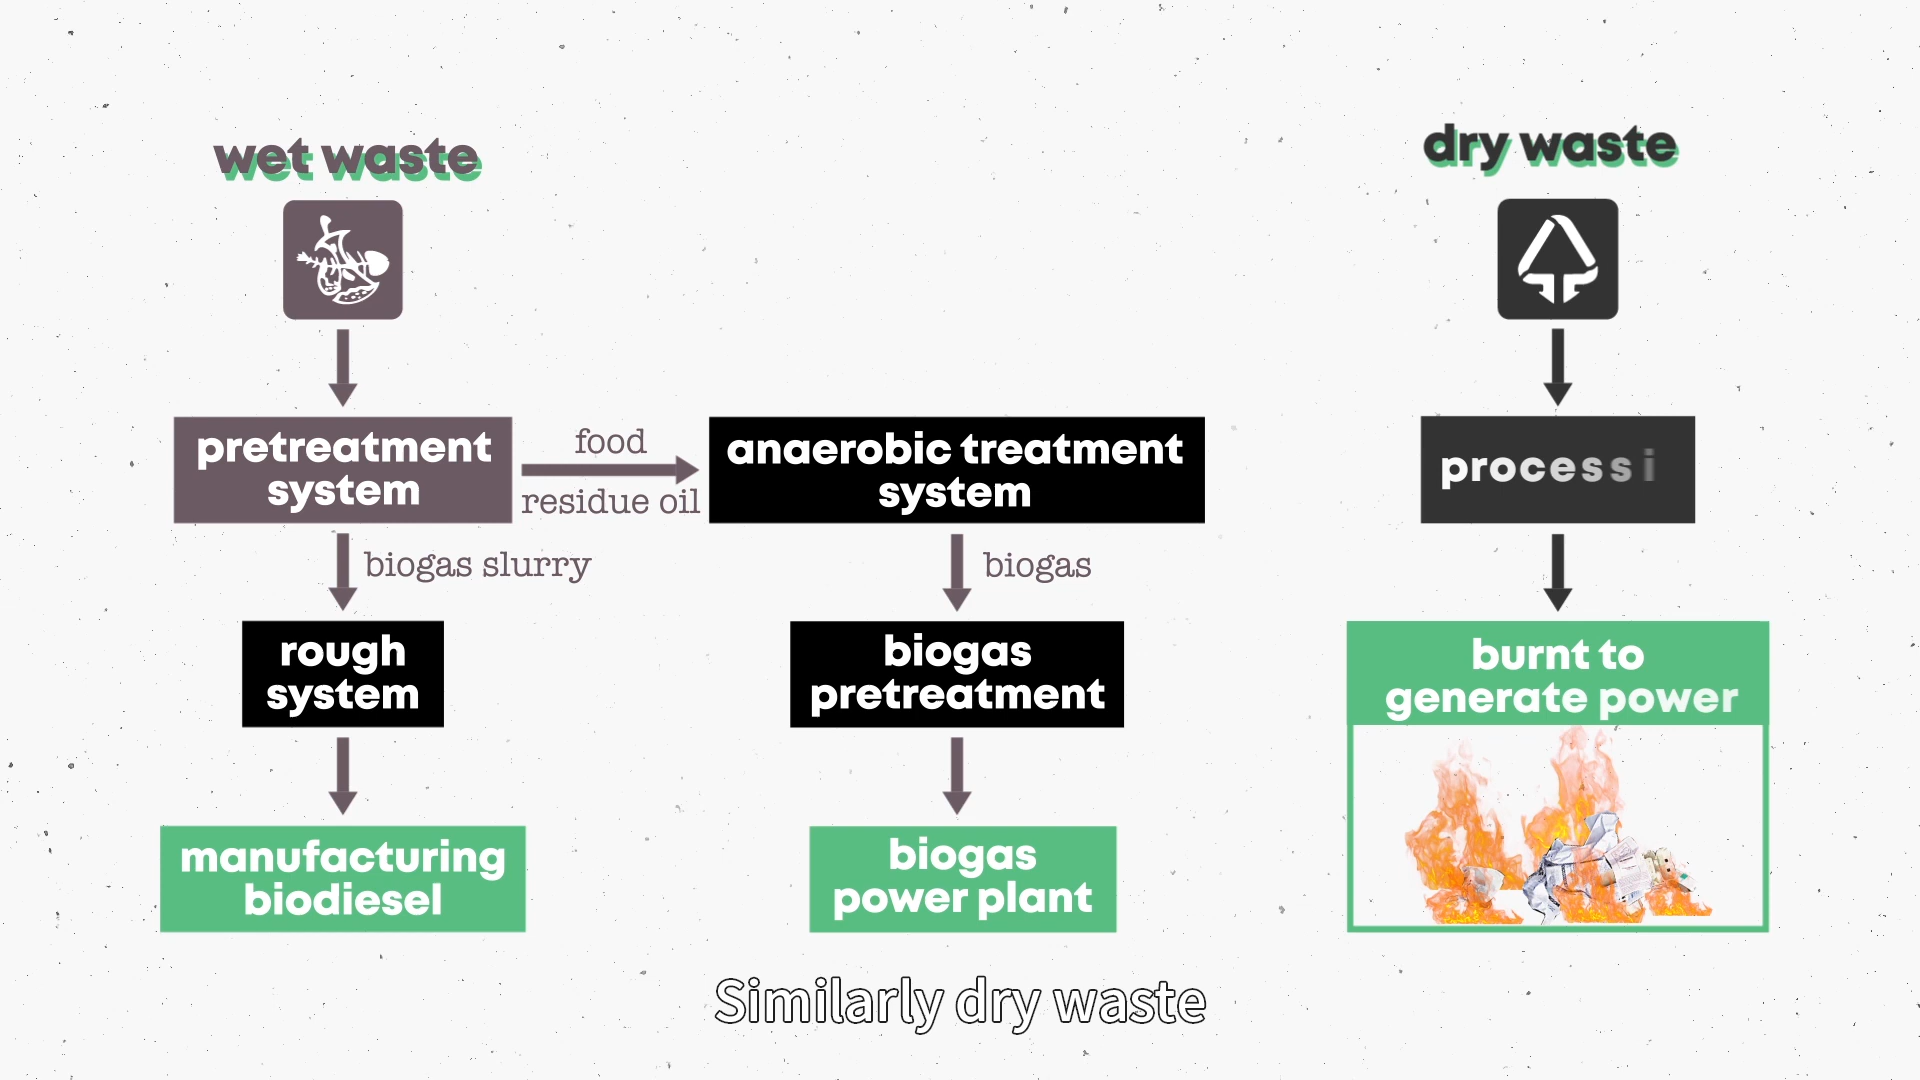 wet waste
pretreatment
system
food
residue oil
anaerobic treatment
system
biogas slurry
biogas
rough
system
biogas
pretreatment
manufacturing
biodiesel
biogas
power plant
dry waste
processi
burnt to
generate power
Similarly dry waste